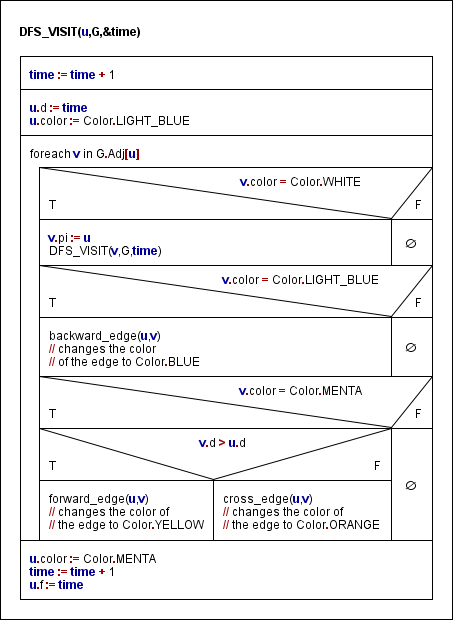 DFS_VISIT(u,G,&time)
time := time + 1
u.d := time
u.color := Color.LIGHT_BLUE
foreach v in G.Adj[u]
v.color = Color.WHITE
T F
v.pi := u
DFS_VISIT(v,G,time)
∅
v.color = Color.LIGHT_BLUE
T F
backward_edge(u,v)
// changes the color
// of the edge to Color.BLUE
∅
v.color = Color.MENTA
T F
v.d > u.d
T F
forward_edge(u,v)
// changes the color of
// the edge to Color.YELLOW
cross_edge(u,v)
// changes the color of
// the edge to Color.ORANGE
∅
u.color := Color.MENTA
time := time + 1
u.f := time